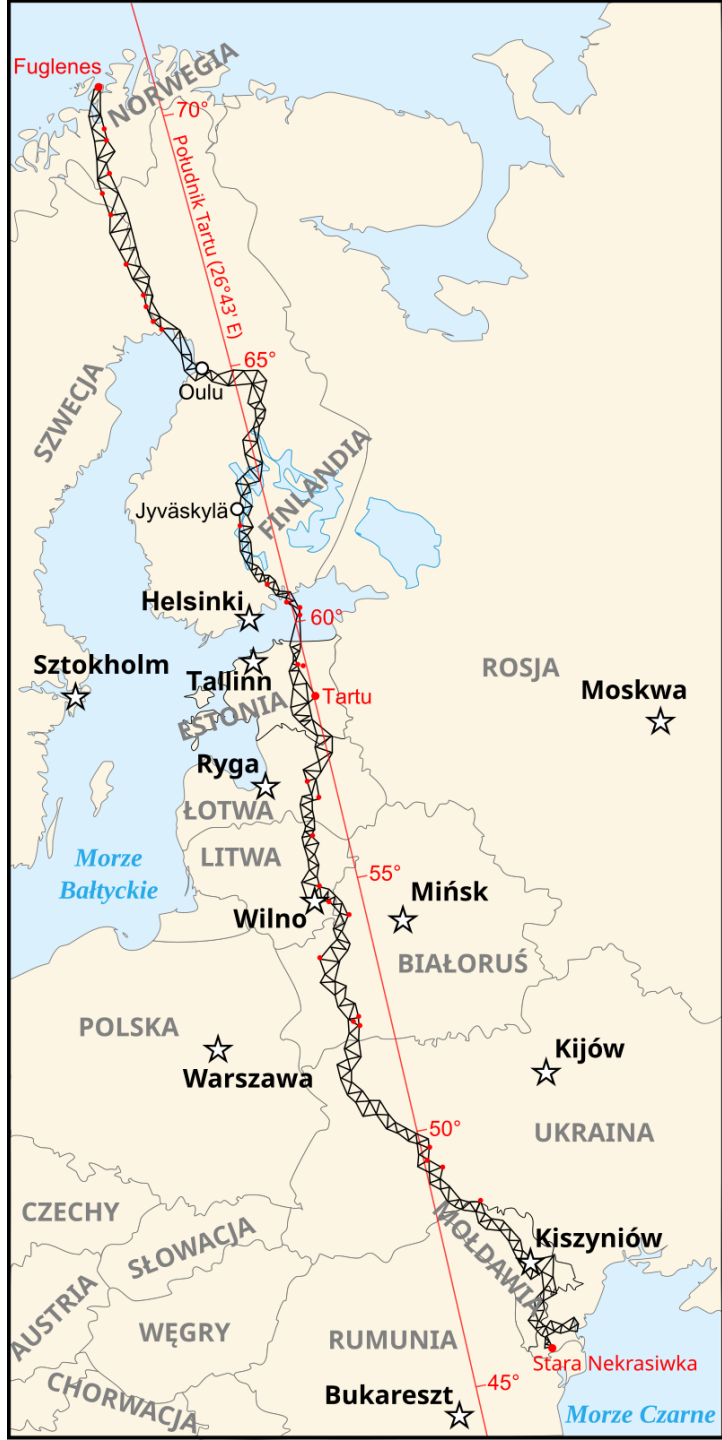 Fuglenes
NORWEGIA
70°
Południk Tartu (26°43' E)
65°
Oulu
SZWECJA
FINLANDIA
Jyväskylä
Helsinki
60°
Sztokholm
Tallinn
ROSJA
Moskwa
Tartu
ESTONIA
Ryga
ŁOTWA
Morze
Bałtyckie
LITWA
55°
Mińsk
Wilno
BIAŁORUŚ
POLSKA
Warszawa
Kijów
50°
UKRAINA
CZECHY
SŁOWACJA
MOŁDAWIA
Kiszyniów
AUSTRIA
WĘGRY
RUMUNIA
Stara Nekrasiwka
45°
CHORWACJA
Bukareszt
Morze Czarne